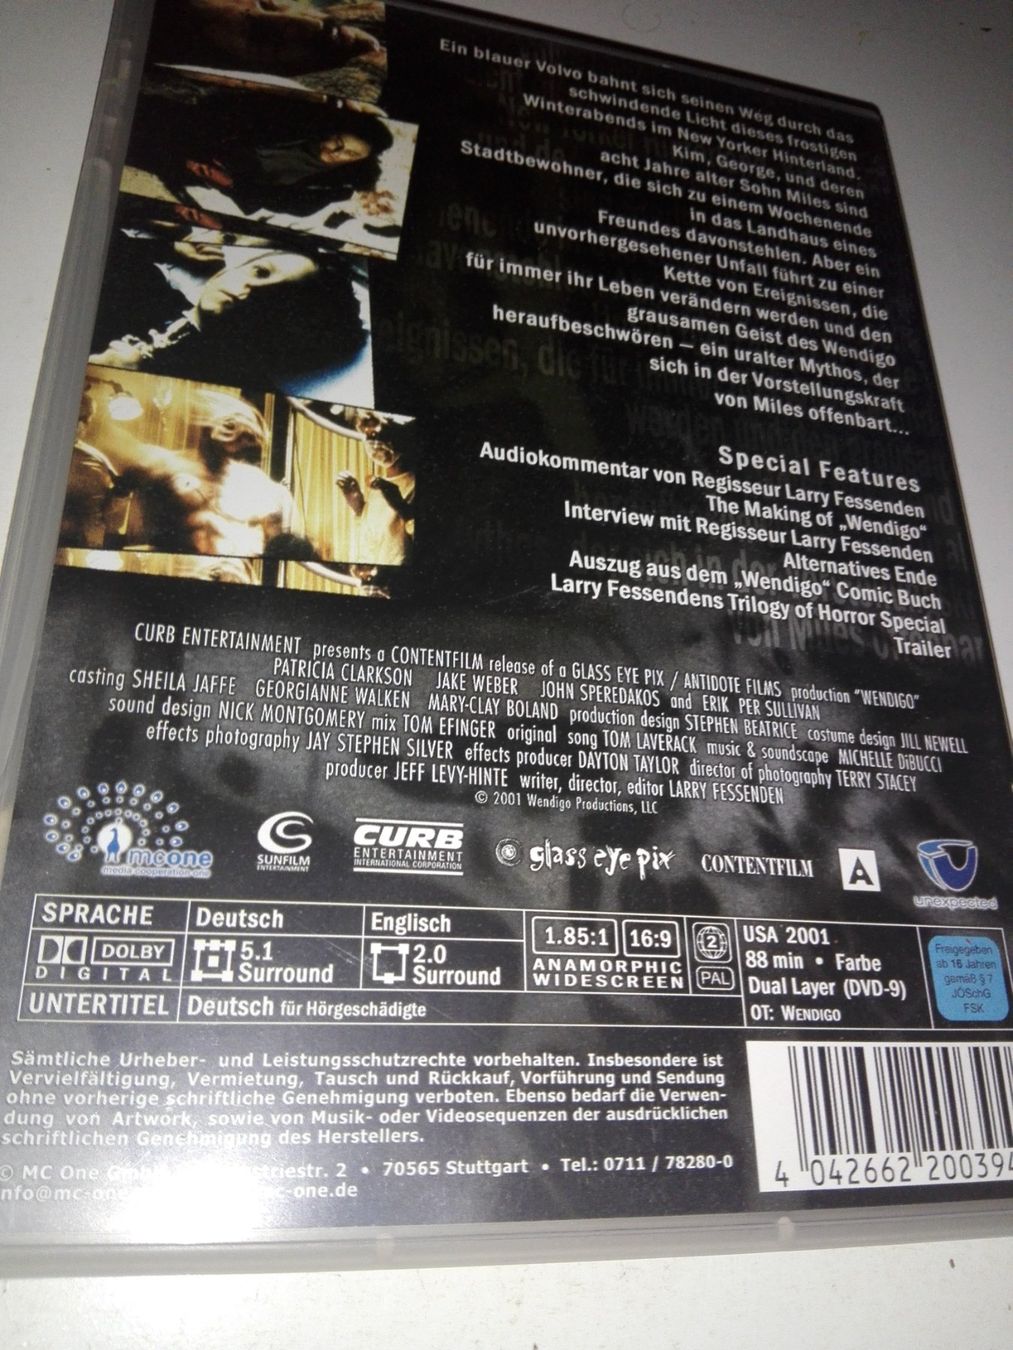 Ein blauer Volvo bahnt sich seinen Weg durch das
schwindende Licht dieses frostigen
Winterabends im New Yorker Hinterland.
Kim, George, und deren
acht Jahre alter Sohn Miles sind
Stadtbewohner, die sich zu einem Wochenende
in das Landhaus eines
Freundes davonstehlen. Aber ein
unvorhergesehener Unfall führt zu einer
Kette von Ereignissen, die
für immer ihr Leben verändern werden und den
grausamen Geist des Wendigo
heraufbeschwören – ein uralter Mythos, der
sich in der Vorstellungskraft
von Miles offenbart...
Special Features
Audiokommentar von Regisseur Larry Fessenden
The Making of „Wendigo“
Interview mit Regisseur Larry Fessenden
Alternatives Ende
Auszug aus dem „Wendigo“ Comic Buch
Larry Fessendens Trilogy of Horror Special
Trailer
CURB ENTERTAINMENT presents a CONTENTFILM release of a GLASS EYE PIX / ANTIDOTE FILMS production "WENDIGO"
PATRICIA CLARKSON JAKE WEBER JOHN SPEREDAKOS and ERIK PER SULLIVAN
casting SHEILA JAFFE GEORGIANNE WALKEN MARY-CLAY BOLAND production design STEPHEN BEATRICE costume design JILL NEWELL
sound design NICK MONTGOMERY mix TOM EFINGER original song TOM LAVERACK music & soundscape MICHELLE DiBUCCI
effects photography JAY STEPHEN SILVER effects producer DAYTON TAYLOR director of photography TERRY STACEY
producer JEFF LEVY-HINTE writer, director, editor LARRY FESSENDEN
© 2001 Wendigo Productions, LLC
mcone
media cooperation one
SUNFILM
ENTERTAINMENT
CURB
ENTERTAINMENT
INTERNATIONAL CORPORATION
glass eye pix
CONTENTFILM
A
unexpected
SPRACHE Deutsch Englisch
DOLBY
DIGITAL
5.1
Surround
2.0
Surround
UNTERTITEL Deutsch für Hörgeschädigte
1.85:1 16:9
ANAMORPHIC
WIDESCREEN
2
PAL
USA 2001
88 min • Farbe
Dual Layer (DVD-9)
OT: WENDIGO
Freigegeben
ab 16 Jahren
gemäß § 7
JÖSchG
FSK
Sämtliche Urheber- und Leistungsschutzrechte vorbehalten. Insbesondere ist
Vervielfältigung, Vermietung, Tausch und Rückkauf, Vorführung und Sendung
ohne vorherige schriftliche Genehmigung verboten. Ebenso bedarf die Verwen-
dung von Artwork, sowie von Musik- oder Videosequenzen der ausdrücklichen
schriftlichen Genehmigung des Herstellers.
© MC One 2 • 70565 Stuttgart • Tel.: 0711 / 78280-0
4 042662 200394